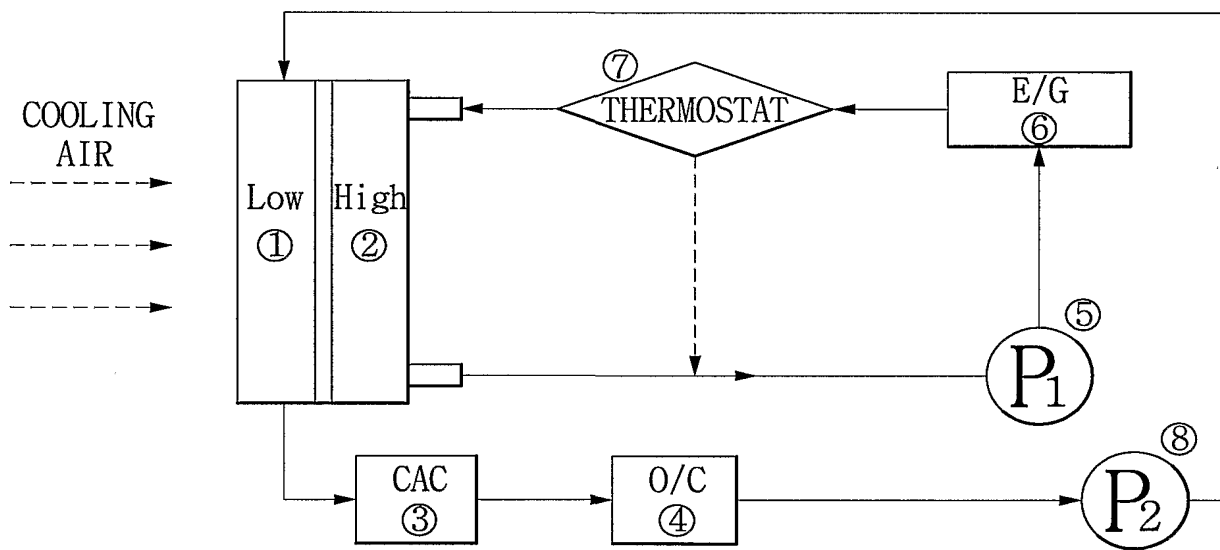 COOLING
AIR
Low
①
High
②
⑦
THERMOSTAT
E/G
⑥
⑤
P1
CAC
③
O/C
④
⑧
P2